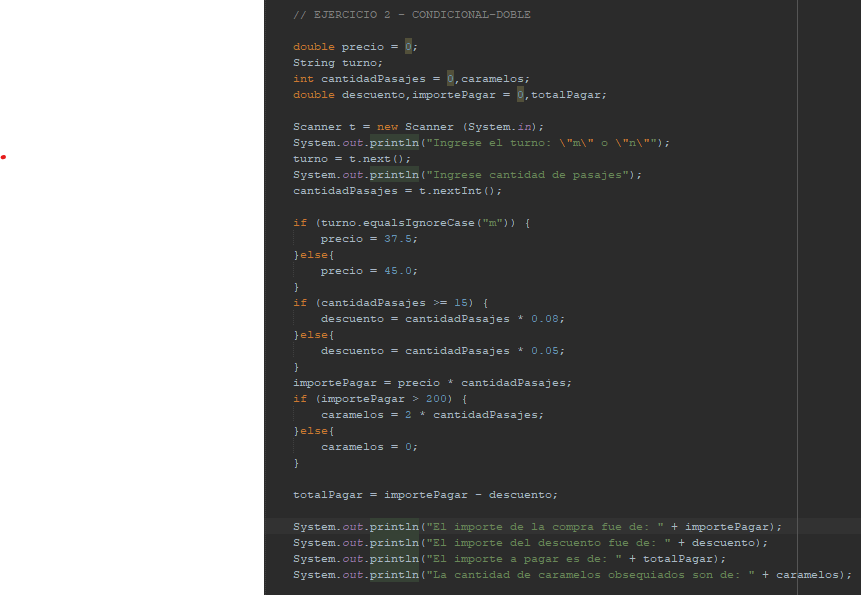 // EJERCICIO 2 - CONDICIONAL-DOBLE
double precio = 0;
String turno;
int cantidadPasajes = 0,caramelos;
double descuento,importePagar = 0,totalPagar;
Scanner t = new Scanner (System.in);
System.out.println("Ingrese el turno: \"m\" o \"n\"");
turno = t.next();
System.out.println("Ingrese cantidad de pasajes");
cantidadPasajes = t.nextInt();
if (turno.equalsIgnoreCase("m")) {
precio = 37.5;
}else{
precio = 45.0;
}
if (cantidadPasajes >= 15) {
descuento = cantidadPasajes * 0.08;
}else{
descuento = cantidadPasajes * 0.05;
}
importePagar = precio * cantidadPasajes;
if (importePagar > 200) {
caramelos = 2 * cantidadPasajes;
}else{
caramelos = 0;
}
totalPagar = importePagar - descuento;
System.out.println("El importe de la compra fue de: " + importePagar);
System.out.println("El importe del descuento fue de: " + descuento);
System.out.println("El importe a pagar es de: " + totalPagar);
System.out.println("La cantidad de caramelos obsequiados son de: " + caramelos);